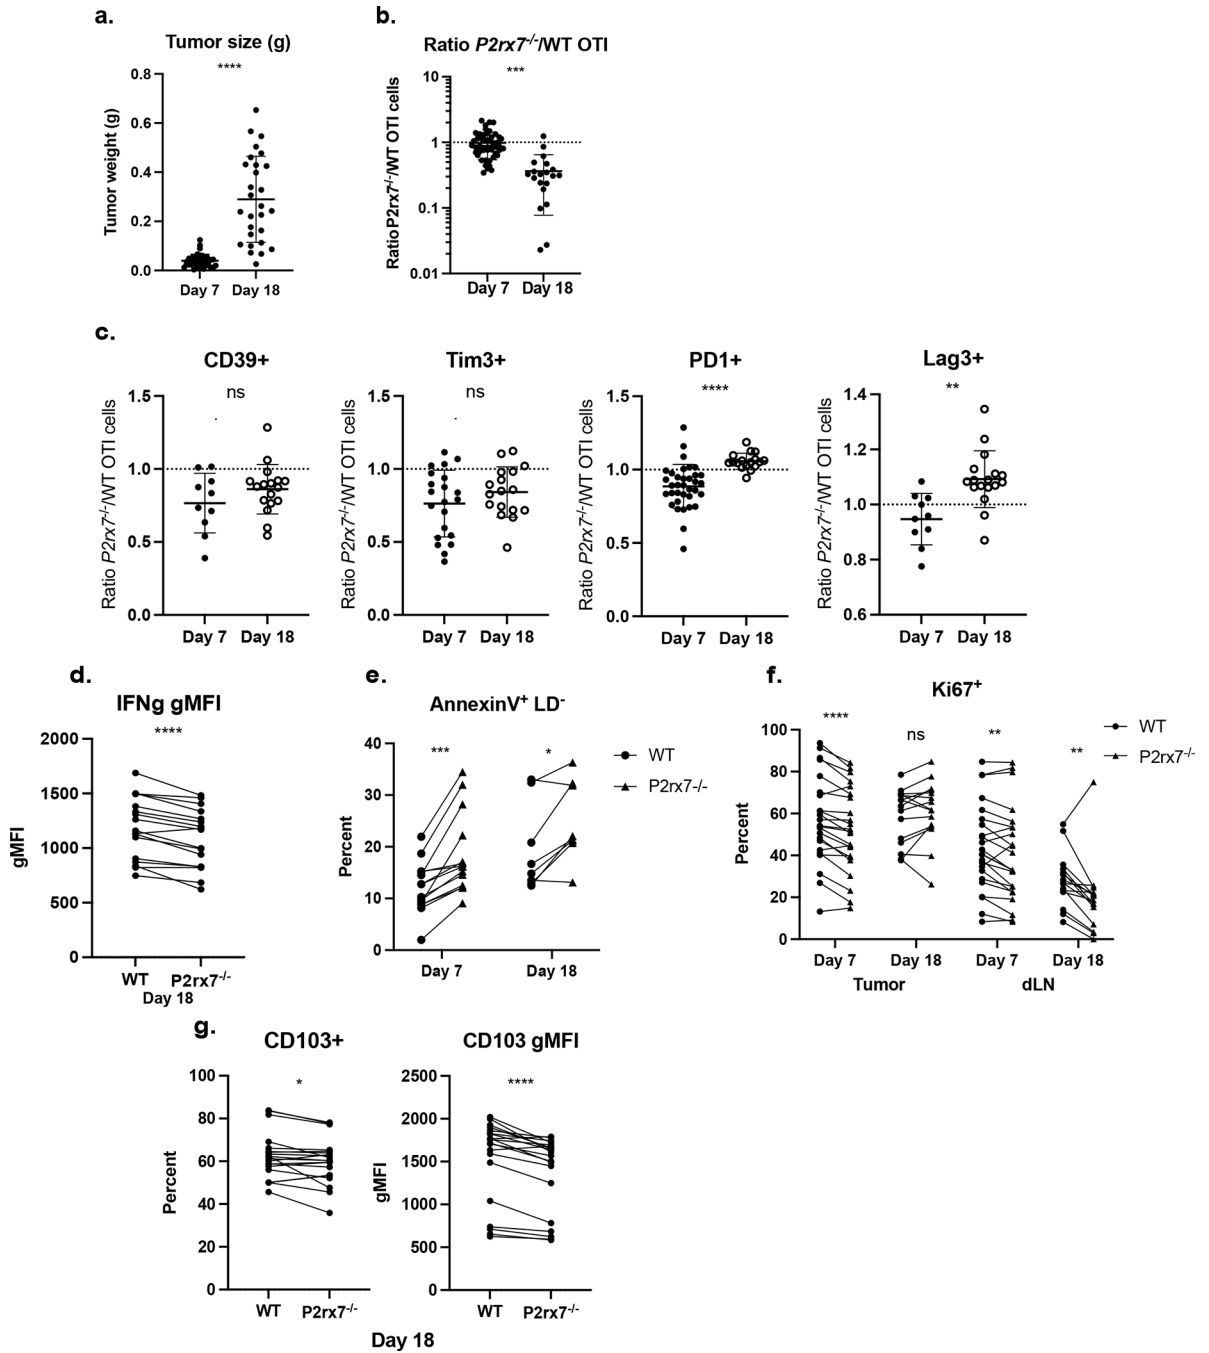 a.
Tumor size (g)
****
Tumor weight (g)
0.8
0.6
0.4
0.2
0.0
Day 7
Day 18
b.
Ratio P2rx7-/-/WT OTI
***
RatioP2rx7-/-/WT OTI cells
10
1
0.1
0.01
Day 7
Day 18
c.
CD39+
ns
Ratio P2rx7-/-/WT OTI cells
1.5
1.0
0.5
0.0
Day 7
Day 18
Tim3+
ns
Ratio P2rx7-/-/WT OTI cells
1.5
1.0
0.5
0.0
Day 7
Day 18
PD1+
****
Ratio P2rx7-/-/WT OTI cells
1.5
1.0
0.5
0.0
Day 7
Day 18
Lag3+
**
Ratio P2rx7-/-/WT OTI cells
1.4
1.2
1.0
0.8
0.6
Day 7
Day 18
d.
IFNg gMFI
****
gMFI
2000
1500
1000
500
0
WT
P2rx7-/-
Day 18
e.
AnnexinV+ LD-
***
*
Percent
40
30
20
10
0
Day 7
Day 18
WT
P2rx7-/-
f.
Ki67+
****
ns
**
**
Percent
100
80
60
40
20
0
Day 7
Day 18
Day 7
Day 18
Tumor
dLN
WT
P2rx7-/-
g.
CD103+
*
Percent
100
80
60
40
20
0
WT
P2rx7-/-
CD103 gMFI
****
gMFI
2500
2000
1500
1000
500
0
WT
P2rx7-/-
Day 18